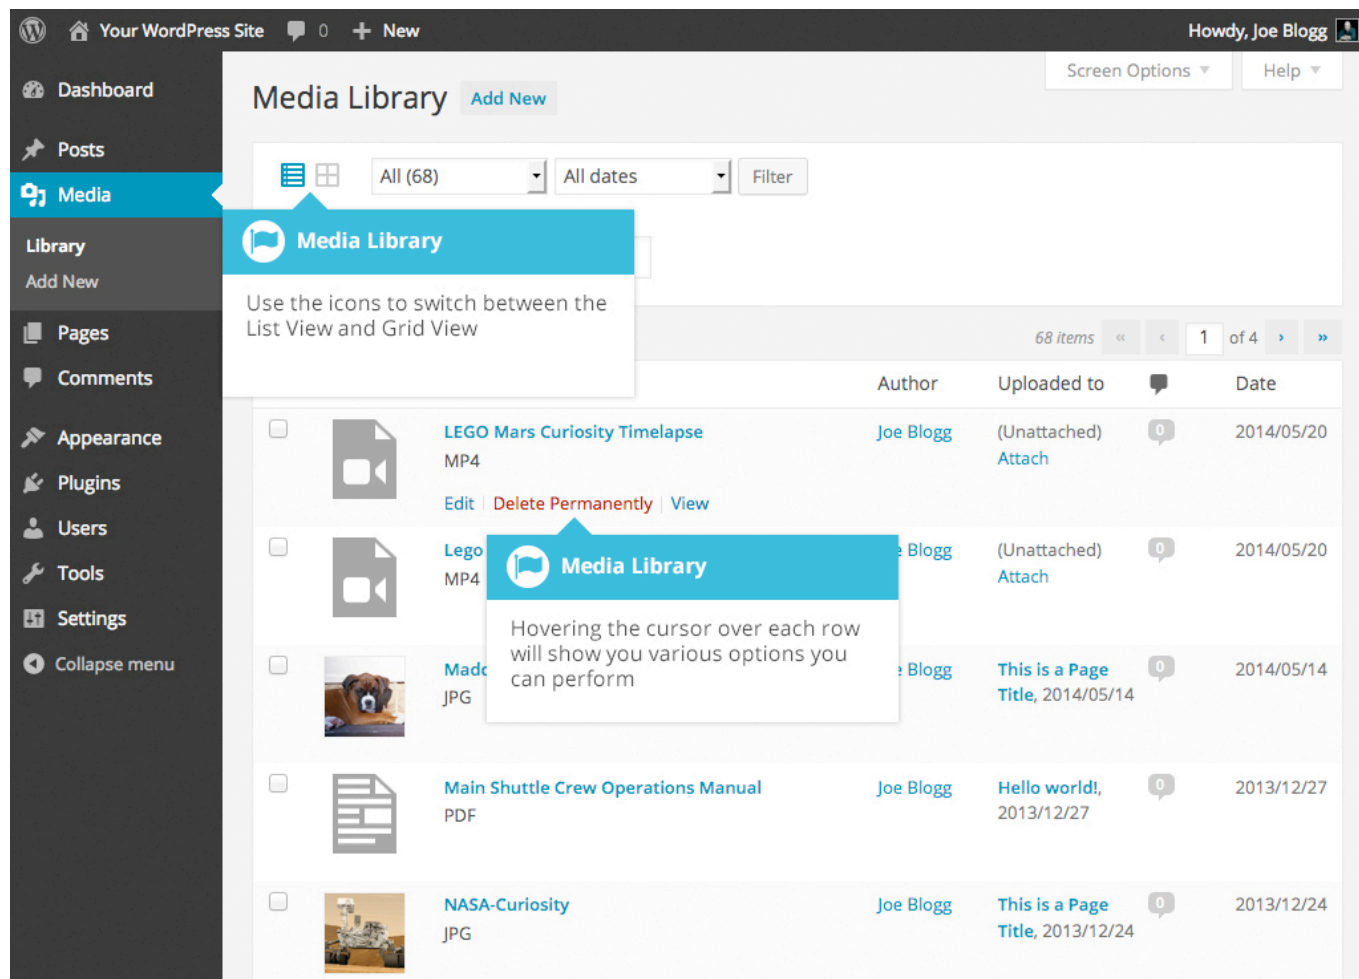 Your WordPress Site 0 + New Howdy, Joe Blogg
Dashboard
Posts
Media
Library
Add New
Pages
Comments
Appearance
Plugins
Users
Tools
Settings
Collapse menu
Screen Options Help
Media Library Add New
All (68) All dates Filter
Media Library
Use the icons to switch between the
List View and Grid View
68 items « ‹ 1 of 4 › »
Author Uploaded to Date
LEGO Mars Curiosity Timelapse Joe Blogg (Unattached) 0 2014/05/20
MP4 Attach
Edit | Delete Permanently | View
Lego Blogg (Unattached) 0 2014/05/20
MP4 Attach
Media Library
Hovering the cursor over each row
will show you various options you
can perform
Blogg This is a Page 0 2014/05/14
JPG Title, 2014/05/14
Main Shuttle Crew Operations Manual Joe Blogg Hello world!, 0 2013/12/27
PDF 2013/12/27
NASA-Curiosity Joe Blogg This is a Page 0 2013/12/24
JPG Title, 2013/12/24